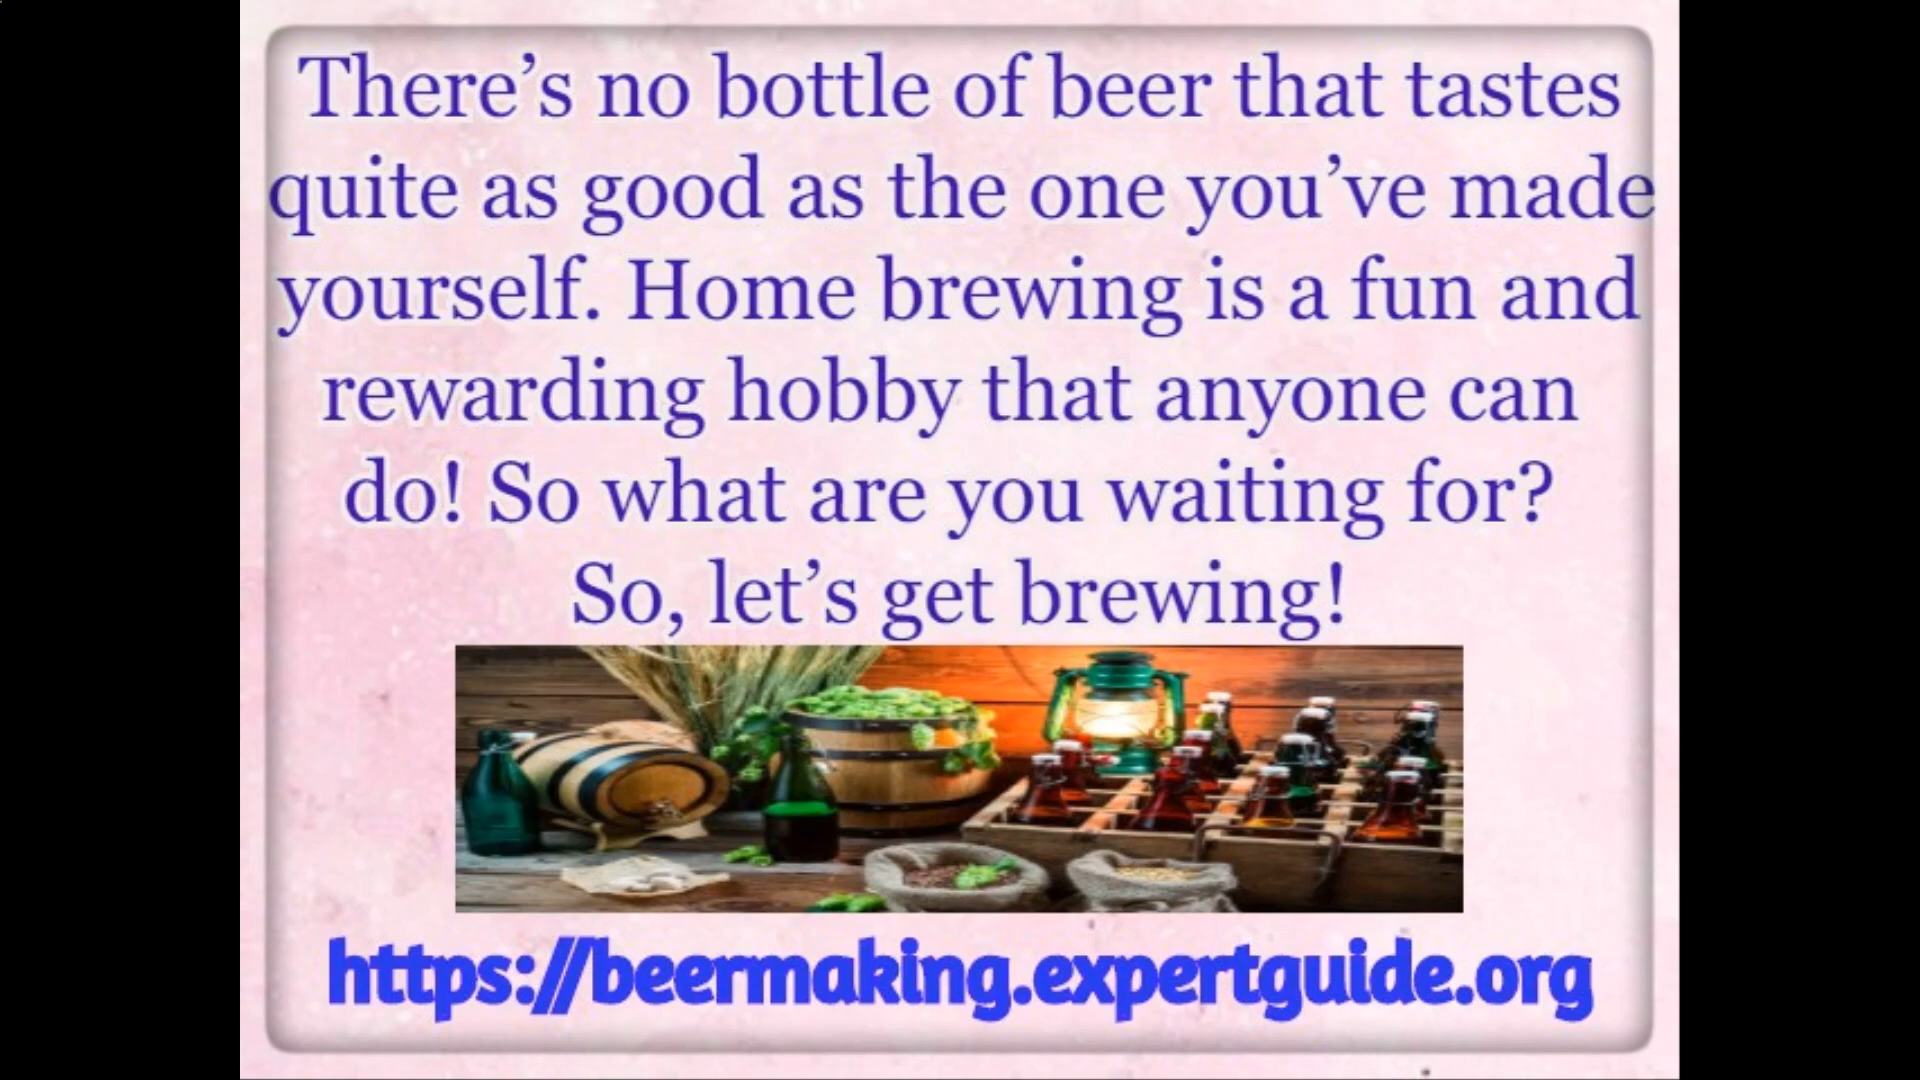 There’s no bottle of beer that tastes
quite as good as the one you’ve made
yourself. Home brewing is a fun and
rewarding hobby that anyone can
do! So what are you waiting for?
So, let’s get brewing!
https://beermaking.expertguide.org